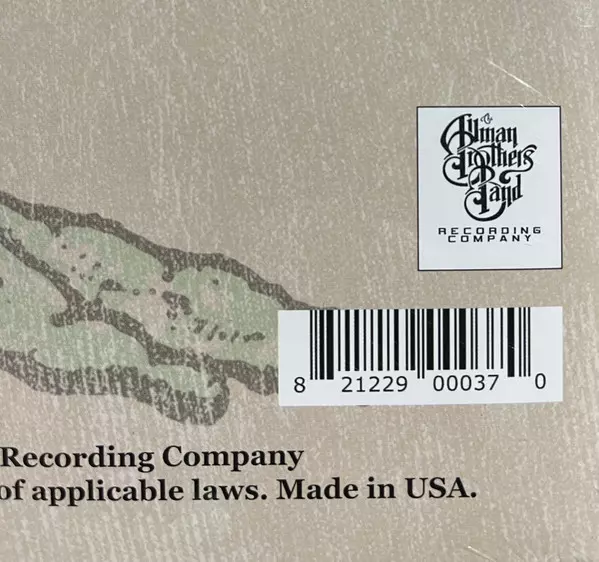 The
Allman
Brothers
Band
RECORDING
COMPANY
8 21229 00037 0
Recording Company
of applicable laws. Made in USA.